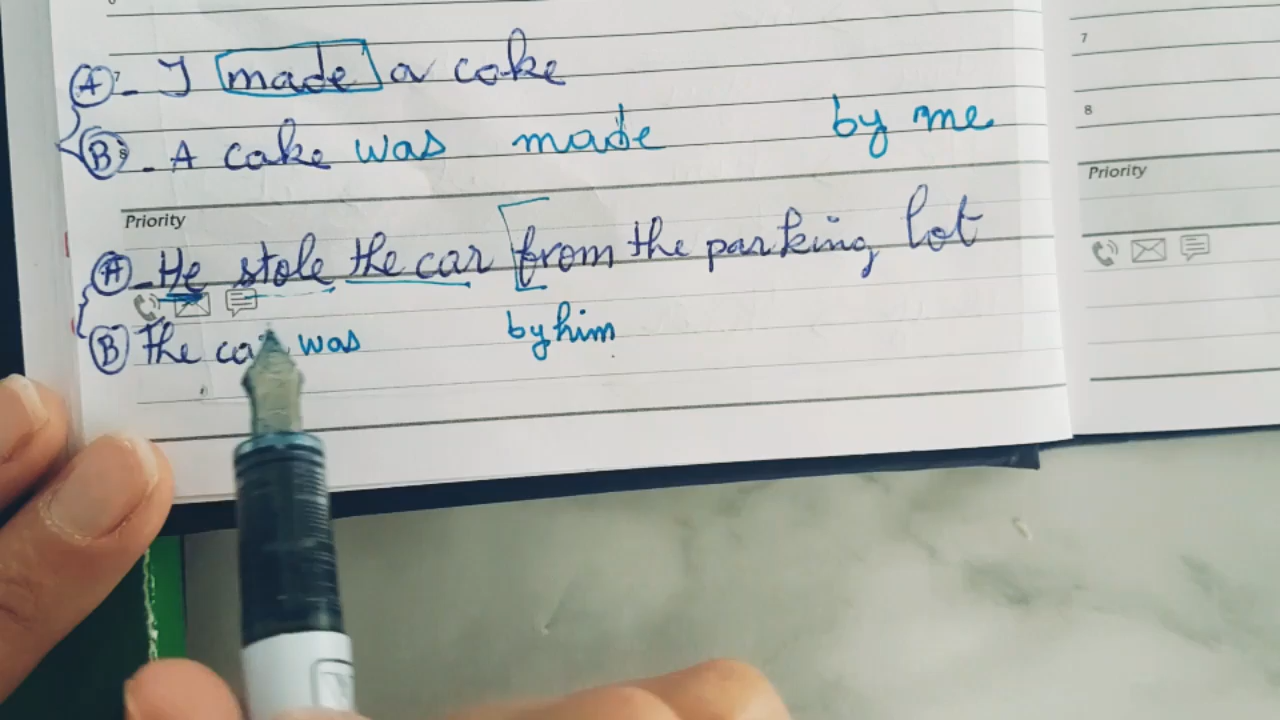 A - I made a cake
B - A cake was made by me
Priority
A - He stole the car from the parking lot
B The car was by him
7
8
Priority